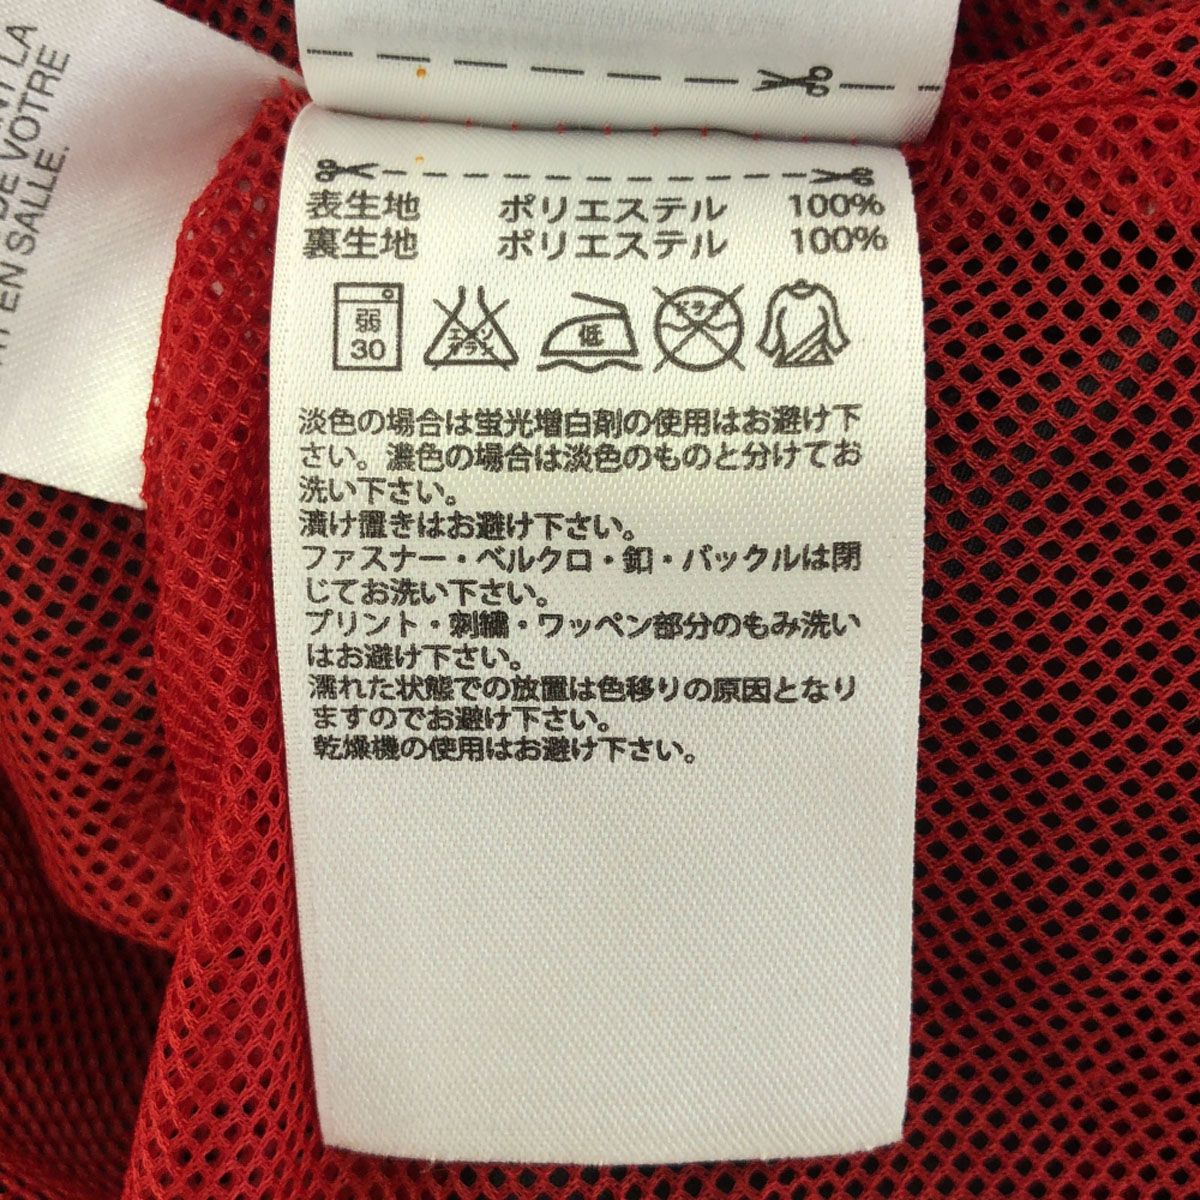 LA
DE VOTRE
EN SALLE.
表生地 ポリエステル 100%
裏生地 ポリエステル 100%
弱
30
エンソ
サラシ
低
ドライ
淡色の場合は蛍光増白剤の使用はお避け下
さい。濃色の場合は淡色のものと分けてお
洗い下さい。
漬け置きはお避け下さい。
ファスナー・ベルクロ・釦・バックルは閉
じてお洗い下さい。
プリント・刺繍・ワッペン部分のもみ洗い
はお避け下さい。
濡れた状態での放置は色移りの原因となり
ますのでお避け下さい。
乾燥機の使用はお避け下さい。